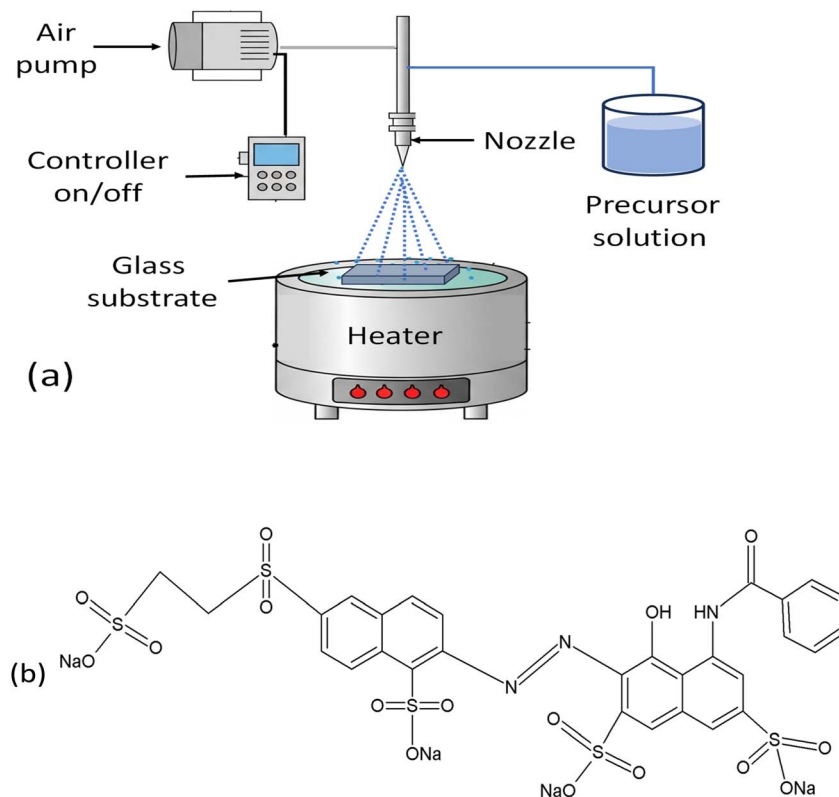 Air
pump
Controller
on/off
Nozzle
Precursor
solution
Glass
substrate
Heater
(a)
O
O
S
O
O
S
O
O
NaO
(b)
N
N
O
S
O
ONa
OH
HN
O
O
S
O
NaO
O
S
O
ONa